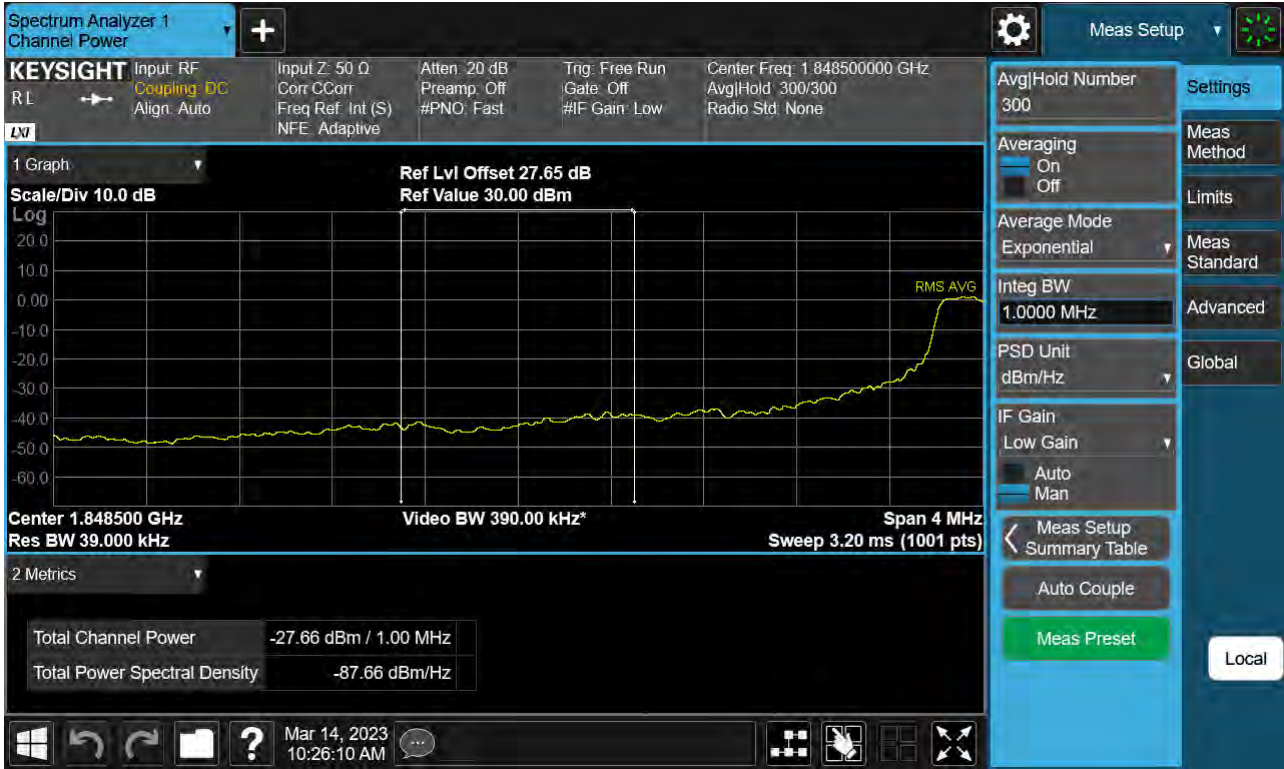 Spectrum Analyzer 1
Channel Power
+
Meas Setup
KEYSIGHT
RL
LXI
Input: RF
Coupling: DC
Align: Auto
Input Z: 50 Ω
Corr CCorr
Freq Ref: Int (S)
NFE: Adaptive
Atten: 20 dB
Preamp: Off
#PNO: Fast
Trig: Free Run
Gate: Off
#IF Gain: Low
Center Freq: 1.848500000 GHz
Avg|Hold: 300/300
Radio Std: None
1 Graph
Scale/Div 10.0 dB
Ref Lvl Offset 27.65 dB
Ref Value 30.00 dBm
Log
20.0
10.0
0.00
-10.0
-20.0
-30.0
-40.0
-50.0
-60.0
RMS AVG
Center 1.848500 GHz
Res BW 39.000 kHz
Video BW 390.00 kHz*
Span 4 MHz
Sweep 3.20 ms (1001 pts)
2 Metrics
Total Channel Power -27.66 dBm / 1.00 MHz
Total Power Spectral Density -87.66 dBm/Hz
Avg|Hold Number
300
Averaging
On
Off
Average Mode
Exponential
Integ BW
1.0000 MHz
PSD Unit
dBm/Hz
IF Gain
Low Gain
Auto
Man
Meas Setup
Summary Table
Auto Couple
Meas Preset
Settings
Meas
Method
Limits
Meas
Standard
Advanced
Global
Local
?
Mar 14, 2023
10:26:10 AM